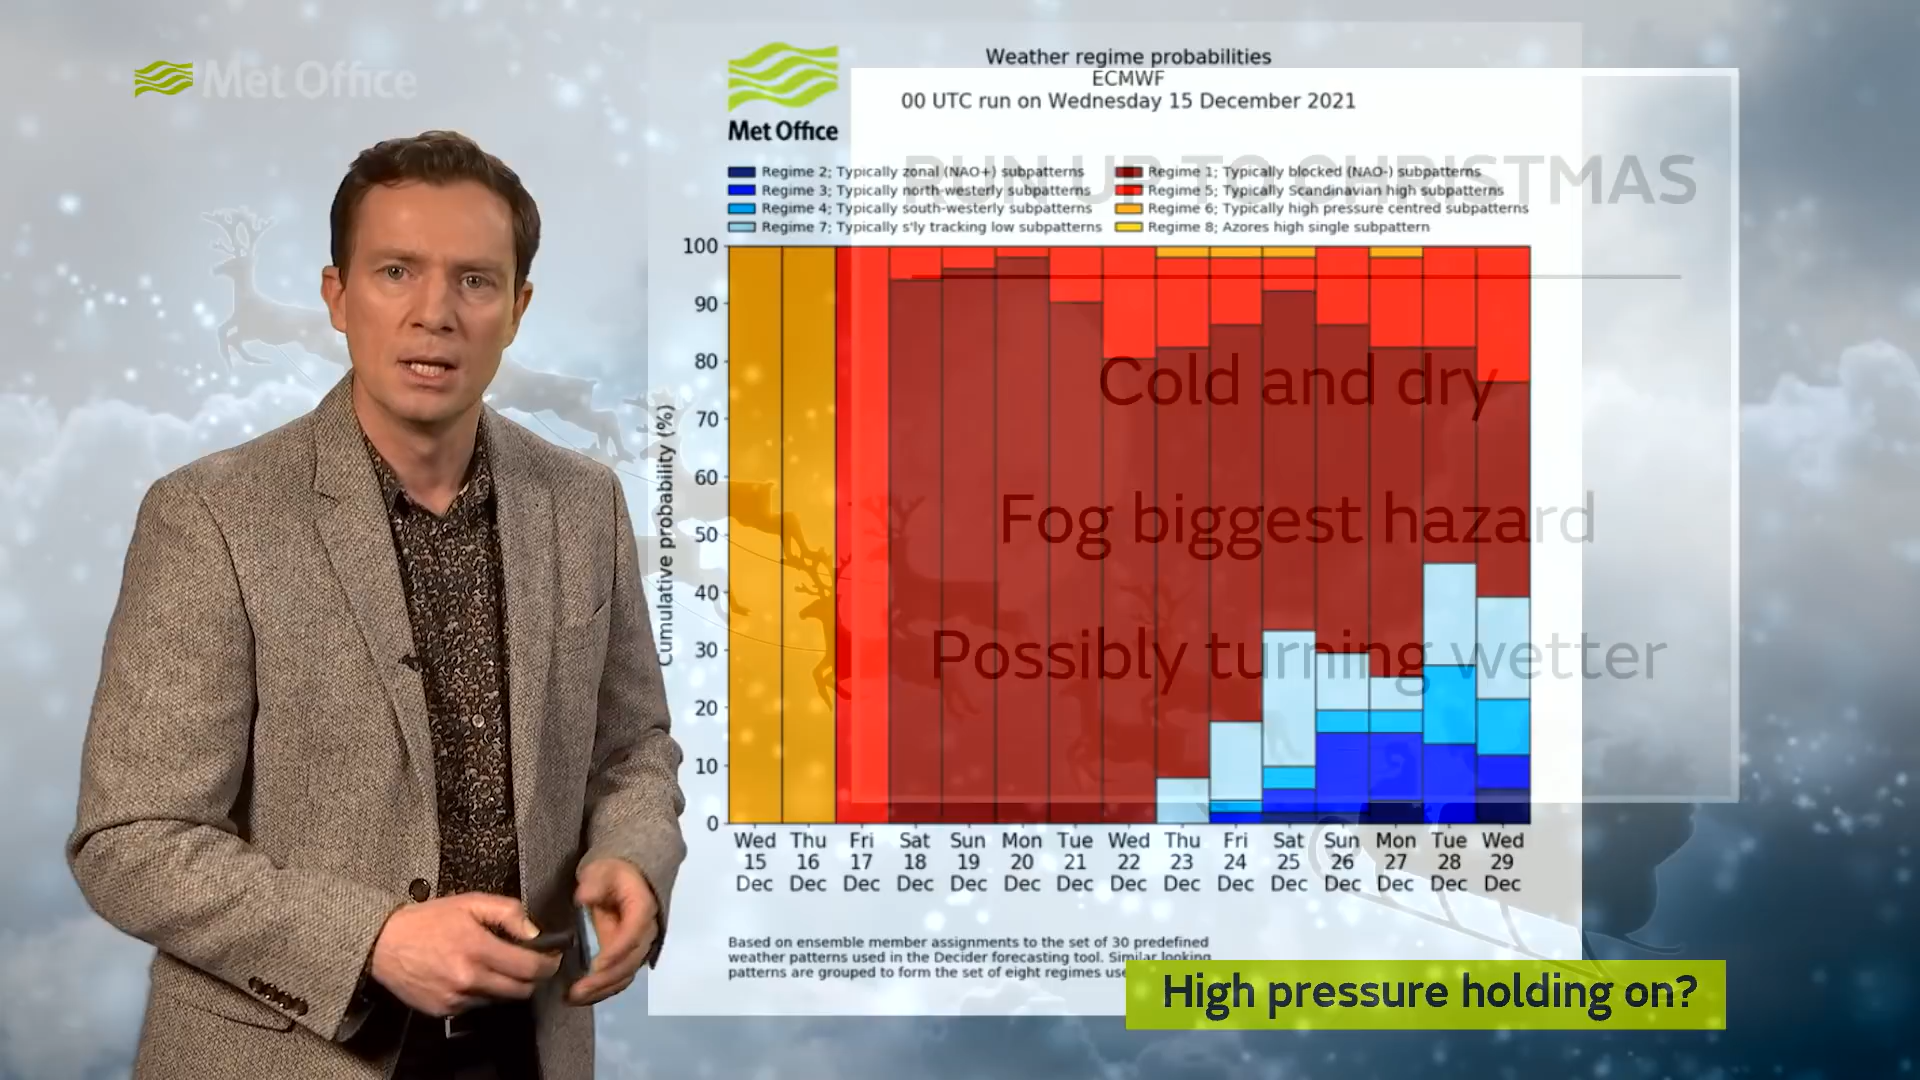 Met Office
Met Office
Weather regime probabilities
ECMWF
00 UTC run on Wednesday 15 December 2021
RUN UP TO CHRISTMAS
Regime 2; Typically zonal (NAO+) subpatterns
Regime 3; Typically north-westerly subpatterns
Regime 4; Typically south-westerly subpatterns
Regime 7; Typically s'ly tracking low subpatterns
Regime 1; Typically blocked (NAO-) subpatterns
Regime 5; Typically Scandinavian high subpatterns
Regime 6; Typically high pressure centred subpatterns
Regime 8; Azores high single subpattern
Cumulative probability (%)
100
90
80
70
60
50
40
30
20
10
0
Cold and dry
Fog biggest hazard
Possibly turning wetter
Wed Thu Fri Sat Sun Mon Tue Wed Thu Fri Sat Sun Mon Tue Wed
15 16 17 18 19 20 21 22 23 24 25 26 27 28 29
Dec Dec Dec Dec Dec Dec Dec Dec Dec Dec Dec Dec Dec Dec Dec
Based on ensemble member assignments to the set of 30 predefined
weather patterns used in the Decider forecasting tool. Similar looking
patterns are grouped to form the set of eight regimes
High pressure holding on?